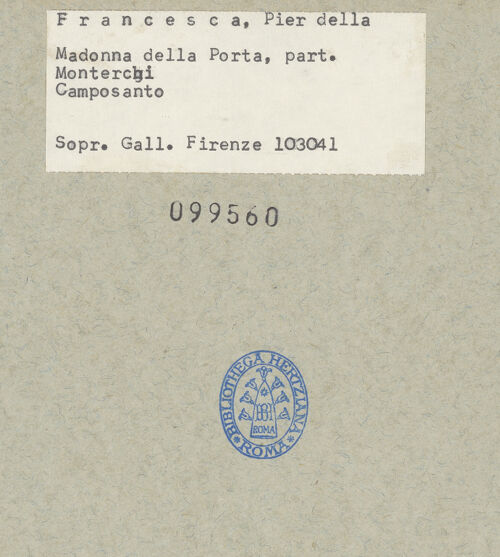 F r a n c e s c a, Pier della
Madonna della Porta, part.
Monterchi
Camposanto
Sopr. Gall. Firenze 103041
099560
BIBLIOTHECA HERTZIANA
ROMA
ROMA